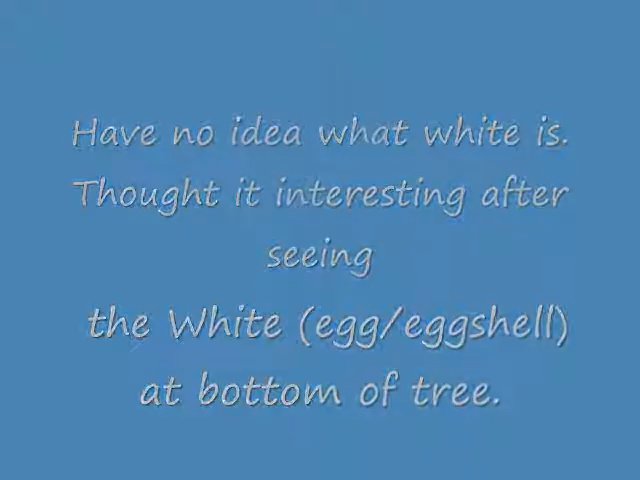 Have no idea what white is.
Thought it interesting after
seeing
the White (egg/eggshell)
at bottom of tree.